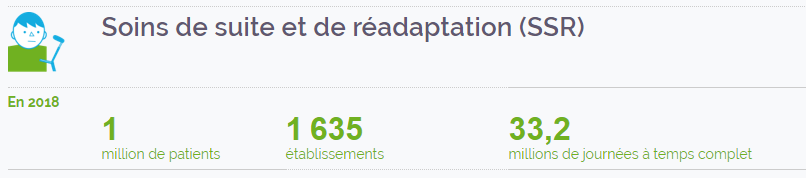 Soins de suite et de réadaptation (SSR)
En 2018
1 1 635 33,2
million de patients établissements millions de journées à temps complet